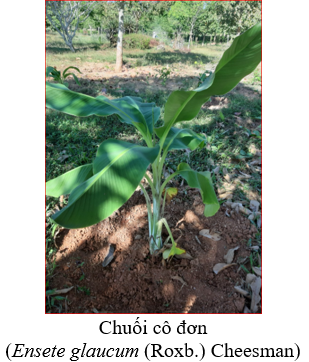 Chuối cô đơn
(Ensete glaucum (Roxb.) Cheesman)